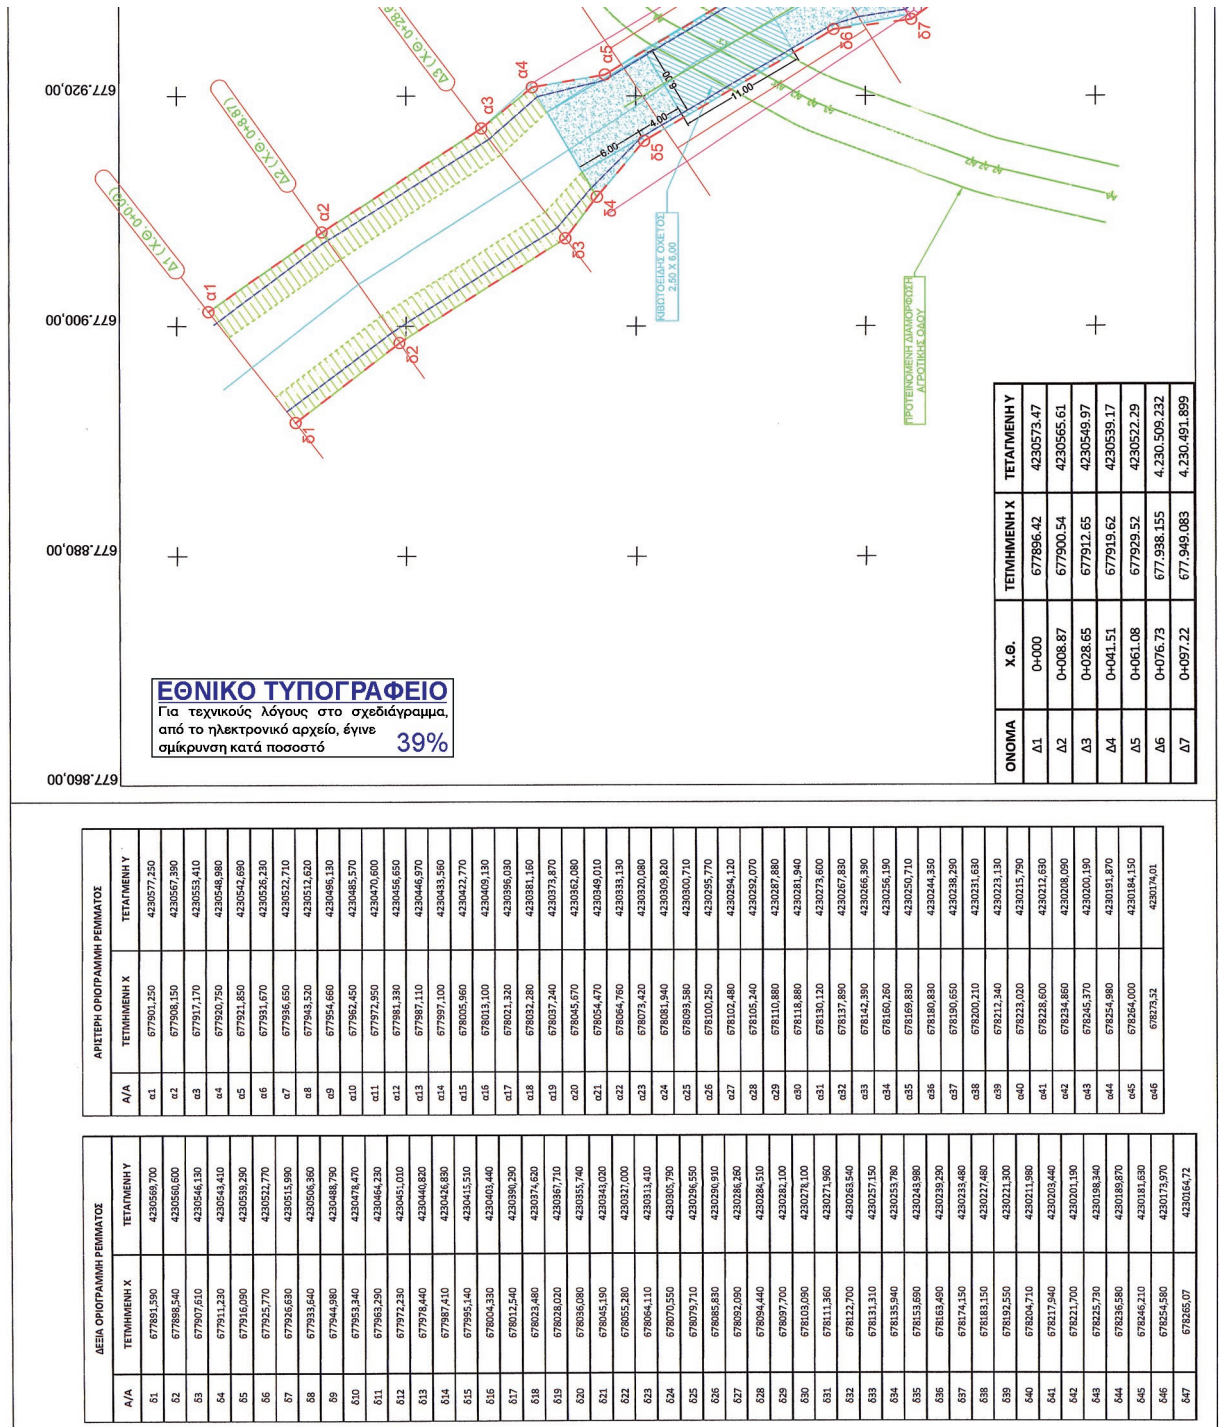 677.920,00
677.900,00
677.880,00
677.860,00
Δ1 (Χ.Θ. 0+0.00)
Δ2 (Χ.Θ. 0+8.87)
Δ3 (Χ.Θ. 0+28.6
α1
α2
α3
α4
α5
δ1
δ2
δ3
δ4
δ5
δ6
δ7
6.00
4.00
6.00
11.00
ΚΙΒΩΤΟΕΙΔΗΣ ΟΧΕΤΟΣ
2,50 X 6,00
ΠΡΟΤΕΙΝΟΜΕΝΗ ΔΙΑΜΟΡΦΩΣΗ
ΑΓΡΟΤΙΚΗΣ ΟΔΟΥ
ΕΘΝΙΚΟ ΤΥΠΟΓΡΑΦΕΙΟ
Για τεχνικούς λόγους στο σχεδιάγραμμα,
από το ηλεκτρονικό αρχείο, έγινε
σμίκρυνση κατά ποσοστό 39%
ΟΝΟΜΑ Χ.Θ. ΤΕΤΜΗΜΕΝΗ Χ ΤΕΤΑΓΜΕΝΗ Υ
Δ1 0+000 677896.42 4230573.47
Δ2 0+008.87 677900.54 4230565.61
Δ3 0+028.65 677912.65 4230549.97
Δ4 0+041.51 677919.62 4230539.17
Δ5 0+061.08 677929.52 4230522.29
Δ6 0+076.73 677.938.155 4.230.509,232
Δ7 0+097.22 677.949.083 4.230.491.899
ΑΡΙΣΤΕΡΗ ΟΡΙΟΓΡΑΜΜΗ ΡΕΜΜΑΤΟΣ
Α/Α ΤΕΤΜΗΜΕΝΗ Χ ΤΕΤΑΓΜΕΝΗ Υ
α1 677901,250 4230577,250
α2 677908,150 4230567,390
α3 677917,170 4230553,410
α4 677920,750 4230548,980
α5 677921,850 4230542,690
α6 677931,670 4230526,230
α7 677936,650 4230522,710
α8 677943,520 4230512,620
α9 677954,660 4230496,130
α10 677962,450 4230485,570
α11 677972,950 4230470,600
α12 677981,330 4230456,650
α13 677987,110 4230446,970
α14 677997,100 4230433,560
α15 678005,960 4230422,770
α16 678013,100 4230409,130
α17 678021,320 4230396,030
α18 678032,280 4230381,160
α19 678037,240 4230373,870
α20 678045,670 4230362,080
α21 678054,470 4230349,010
α22 678064,760 4230333,130
α23 678073,420 4230320,080
α24 678081,940 4230309,820
α25 678093,580 4230300,710
α26 678100,250 4230295,770
α27 678102,480 4230294,120
α28 678105,240 4230292,070
α29 678110,880 4230287,880
α30 678118,880 4230281,940
α31 678130,120 4230273,600
α32 678137,890 4230267,830
α33 678142,390 4230266,390
α34 678160,260 4230256,190
α35 678169,830 4230250,710
α36 678180,830 4230244,350
α37 678190,650 4230238,290
α38 678200,210 4230231,630
α39 678212,340 4230223,130
α40 678223,020 4230215,790
α41 678228,600 4230212,630
α42 678234,860 4230208,090
α43 678245,370 4230200,190
α44 678254,980 4230191,870
α45 678264,000 4230184,150
α46 678273,52 4230174,01
ΔΕΞΙΑ ΟΡΙΟΓΡΑΜΜΗ ΡΕΜΜΑΤΟΣ
Α/Α ΤΕΤΜΗΜΕΝΗ Χ ΤΕΤΑΓΜΕΝΗ Υ
δ1 677891,590 4230569,700
δ2 677898,540 4230560,600
δ3 677907,610 4230546,130
δ4 677911,230 4230543,410
δ5 677916,090 4230539,290
δ6 677925,770 4230522,770
δ7 677926,630 4230515,990
δ8 677933,640 4230506,360
δ9 677944,980 4230488,790
δ10 677953,340 4230478,470
δ11 677963,290 4230464,230
δ12 677972,230 4230451,010
δ13 677978,440 4230440,820
δ14 677987,410 4230426,830
δ15 677995,140 4230415,510
δ16 678004,330 4230403,440
δ17 678012,540 4230390,290
δ18 678023,480 4230374,620
δ19 678028,020 4230367,710
δ20 678036,080 4230355,740
δ21 678045,190 4230343,020
δ22 678055,280 4230327,000
δ23 678064,110 4230313,410
δ24 678070,550 4230305,790
δ25 678079,710 4230296,550
δ26 678085,830 4230290,910
δ27 678092,090 4230286,260
δ28 678094,440 4230284,510
δ29 678097,700 4230282,100
δ30 678103,090 4230278,100
δ31 678111,360 4230271,960
δ32 678122,700 4230263,540
δ33 678131,310 4230257,150
δ34 678135,940 4230253,780
δ35 678153,690 4230243,980
δ36 678163,490 4230239,290
δ37 678174,150 4230233,480
δ38 678183,150 4230227,480
δ39 678192,550 4230221,300
δ40 678204,710 4230211,980
δ41 678217,940 4230203,440
δ42 678221,700 4230201,190
δ43 678225,730 4230198,340
δ44 678236,580 4230189,870
δ45 678246,210 4230181,630
δ46 678254,580 4230173,970
δ47 678265,07 4230164,72